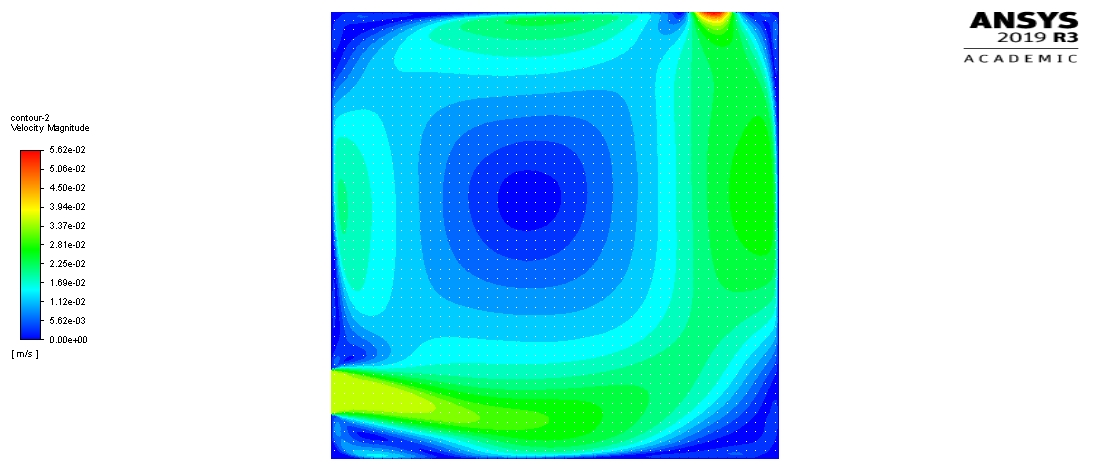 ANSYS
2019 R3
ACADEMIC
contour-2
Velocity Magnitude
5.62e-02
5.06e-02
4.50e-02
3.94e-02
3.37e-02
2.81e-02
2.25e-02
1.69e-02
1.12e-02
5.62e-03
0.00e+00
[ m/s ]